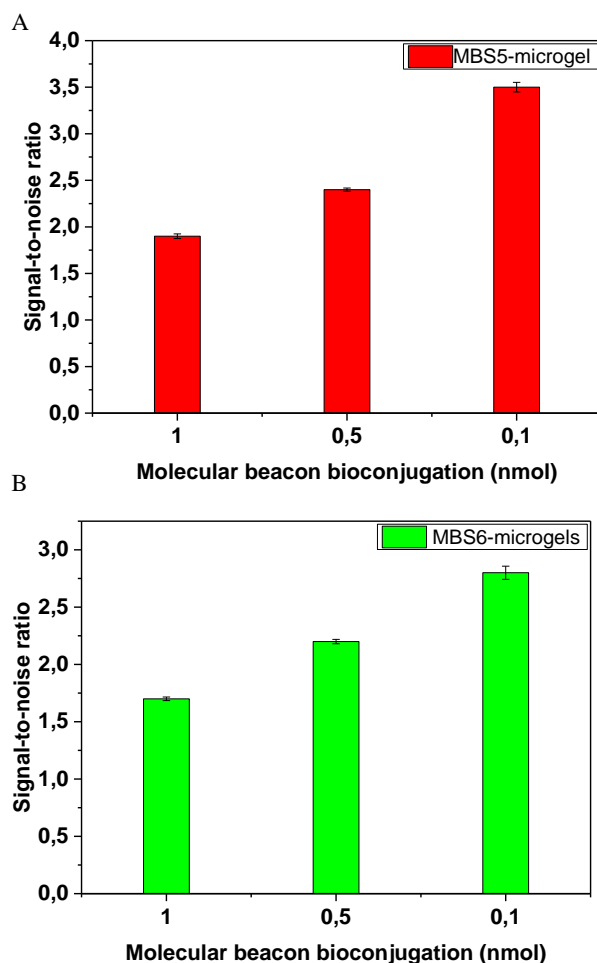 A
4,0
3,5
3,0
2,5
2,0
1,5
1,0
0,5
0,0
Signal-to-noise ratio
MBS5-microgel
1 0,5 0,1
Molecular beacon bioconjugation (nmol)
B
3,0
2,5
2,0
1,5
1,0
0,5
0,0
Signal-to-noise ratio
MBS6-microgels
1 0,5 0,1
Molecular beacon bioconjugation (nmol)